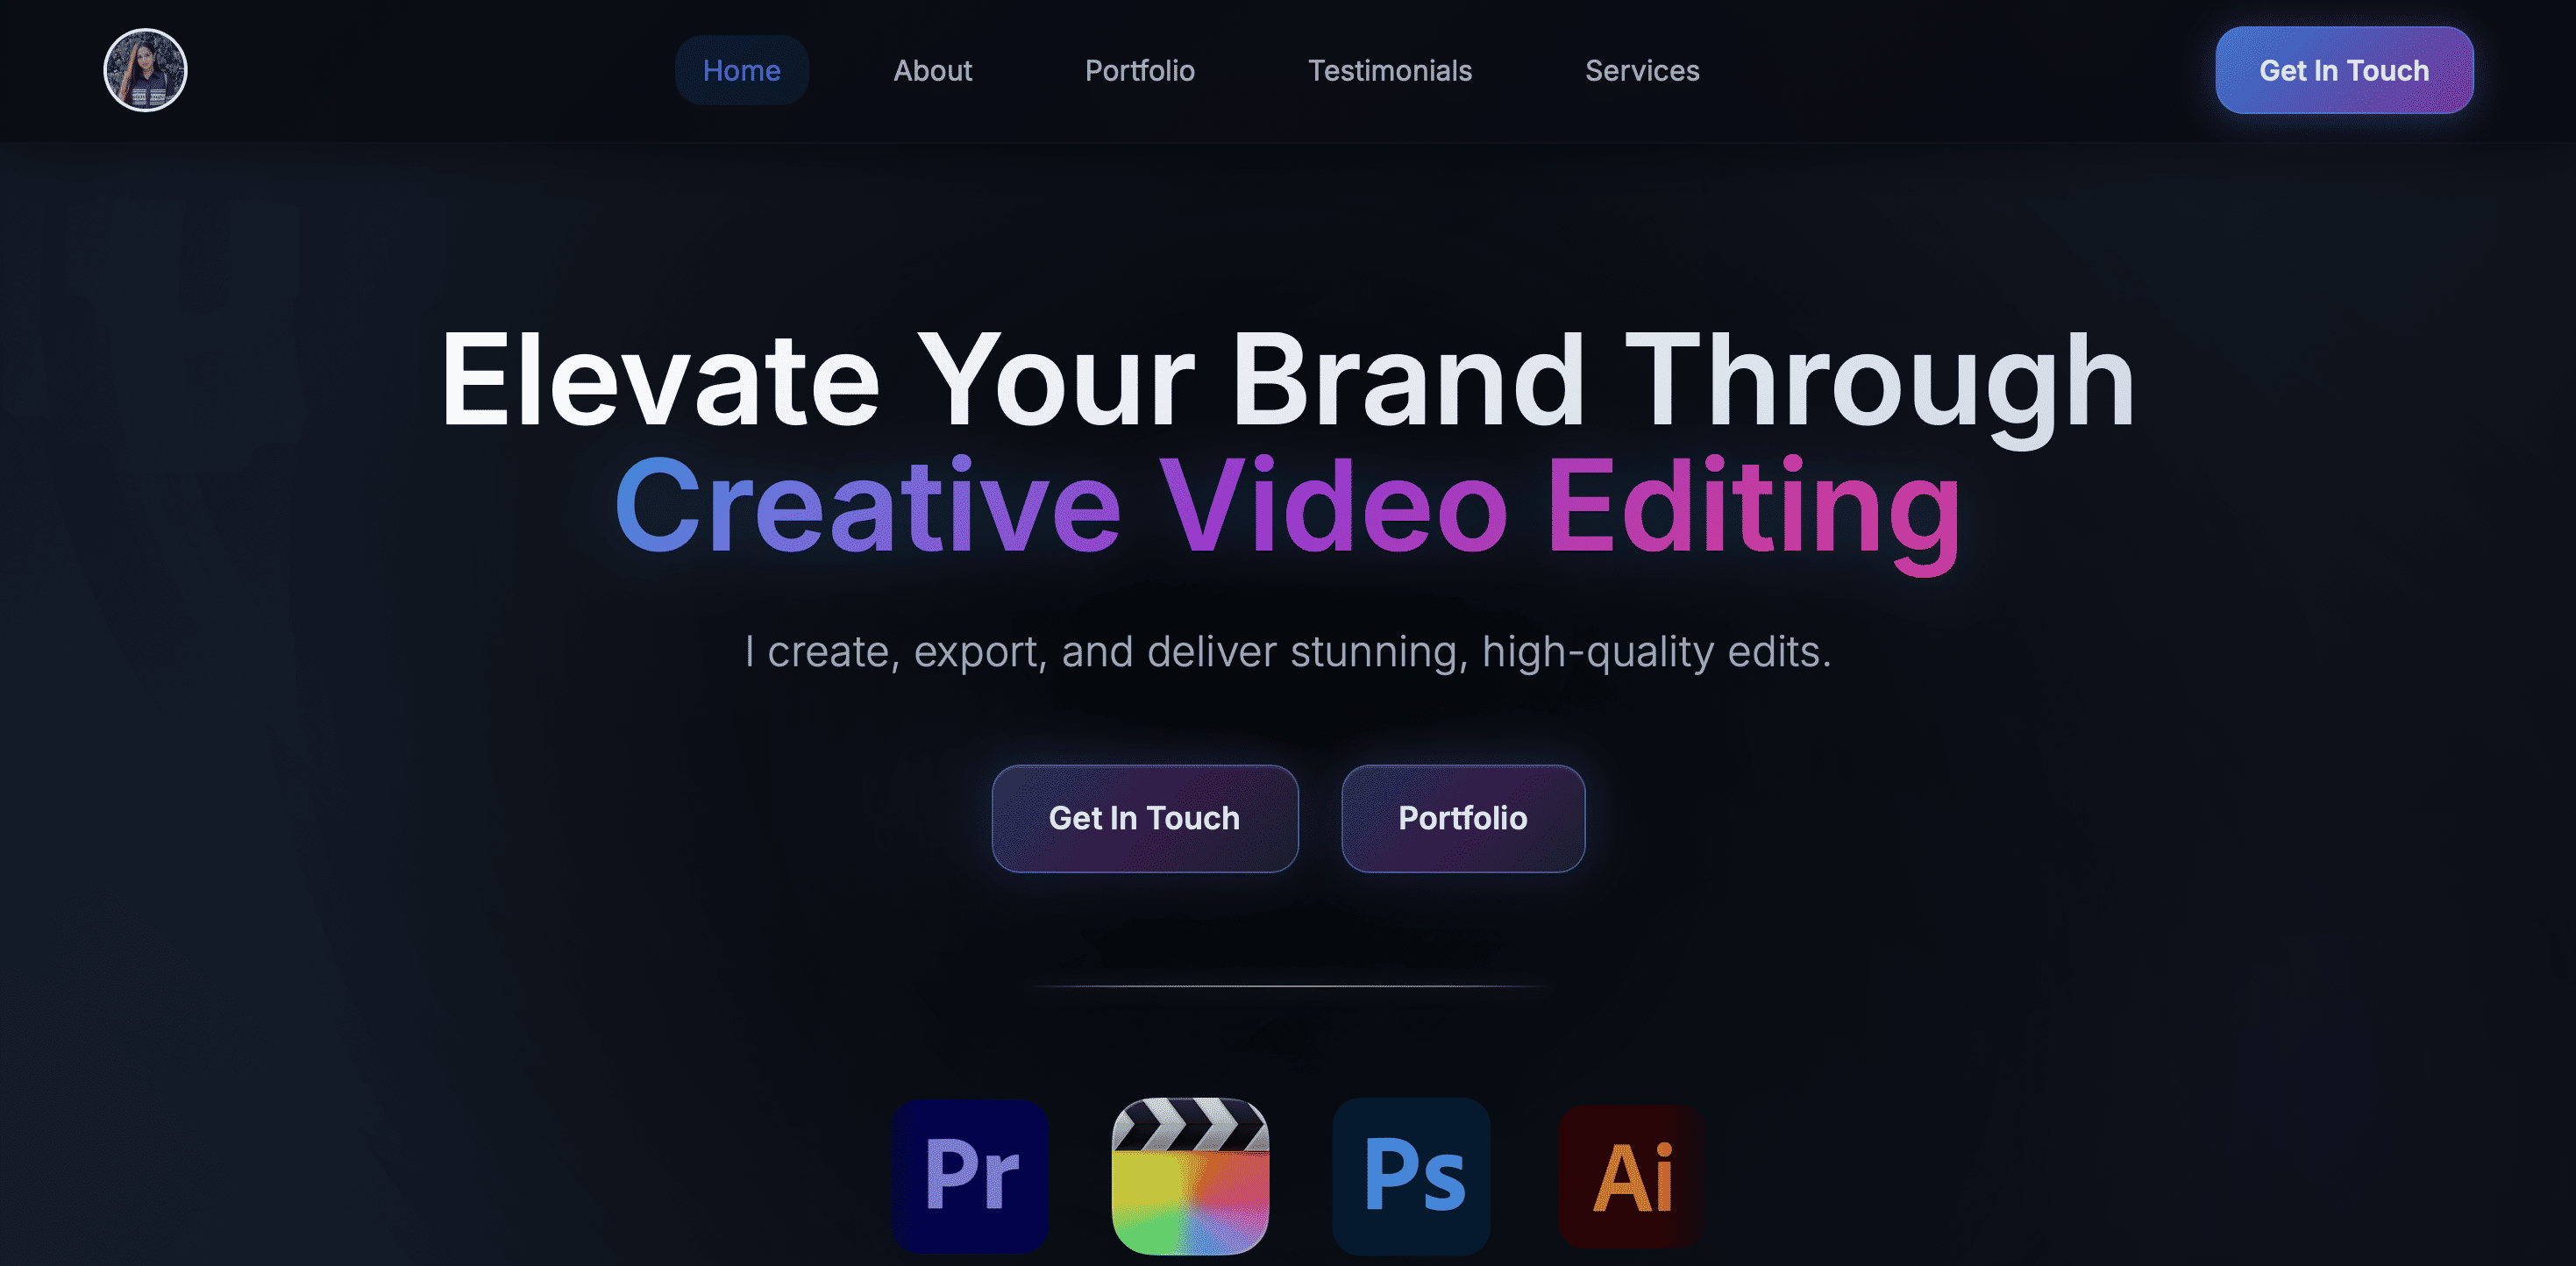 Home About Portfolio Testimonials Services Get In Touch
Elevate Your Brand Through
Creative Video Editing
I create, export, and deliver stunning, high-quality edits.
Get In Touch Portfolio
Pr Ps Ai